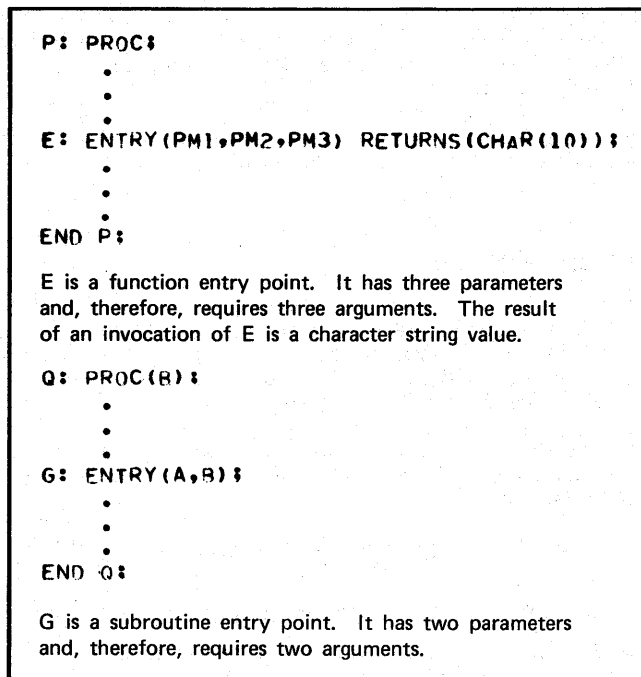 P: PROC;
•
•
•
E: ENTRY(PM1,PM2,PM3) RETURNS(CHAR(10));
•
•
•
END P;
E is a function entry point. It has three parameters
and, therefore, requires three arguments. The result
of an invocation of E is a character string value.
Q: PROC(B);
•
•
•
G: ENTRY(A,B);
•
•
•
END Q;
G is a subroutine entry point. It has two parameters
and, therefore, requires two arguments.